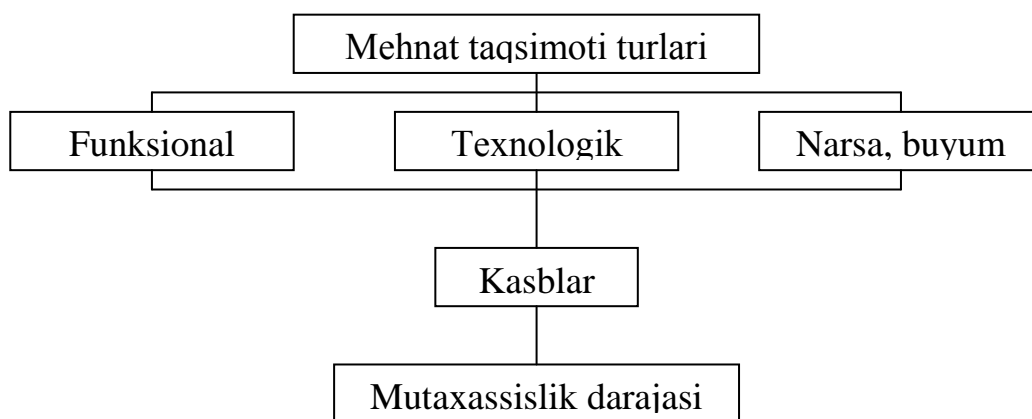 Mehnat taqsimoti turlari
Funksional
Texnologik
Narsa, buyum
Kasblar
Mutaxassislik darajasi